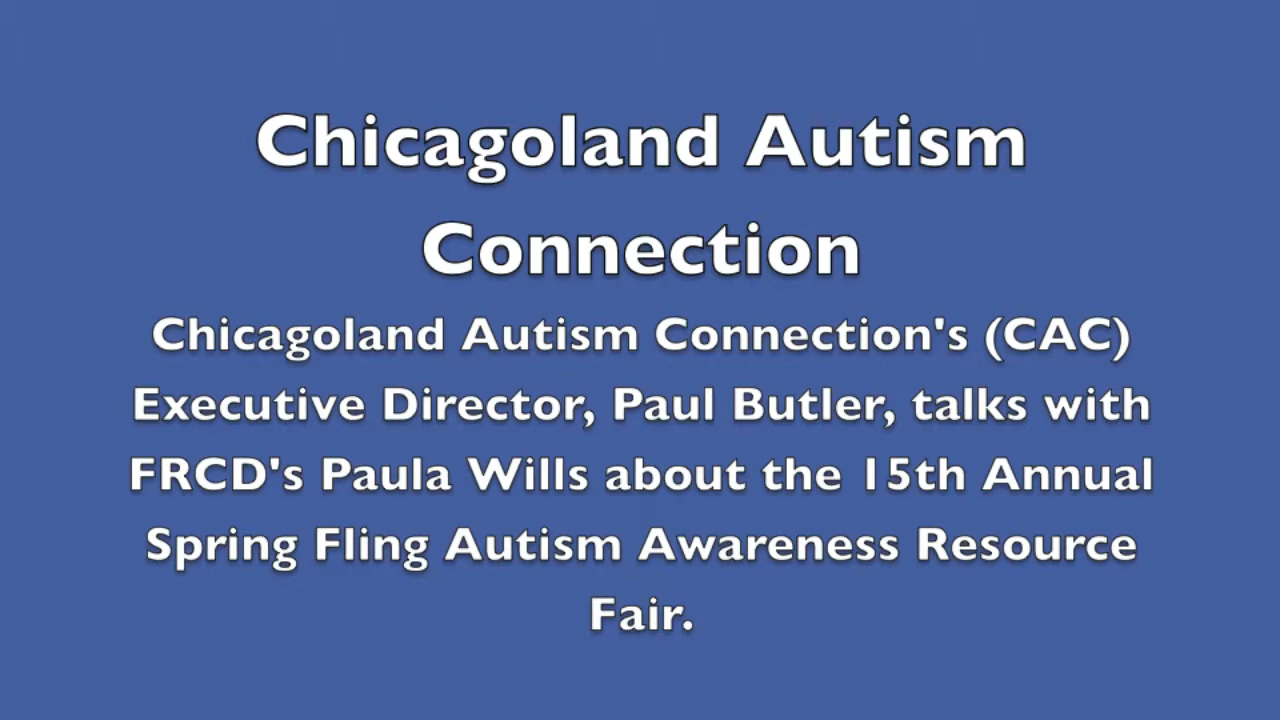 Chicagoland Autism
Connection
Chicagoland Autism Connection's (CAC)
Executive Director, Paul Butler, talks with
FRCD's Paula Wills about the 15th Annual
Spring Fling Autism Awareness Resource
Fair.